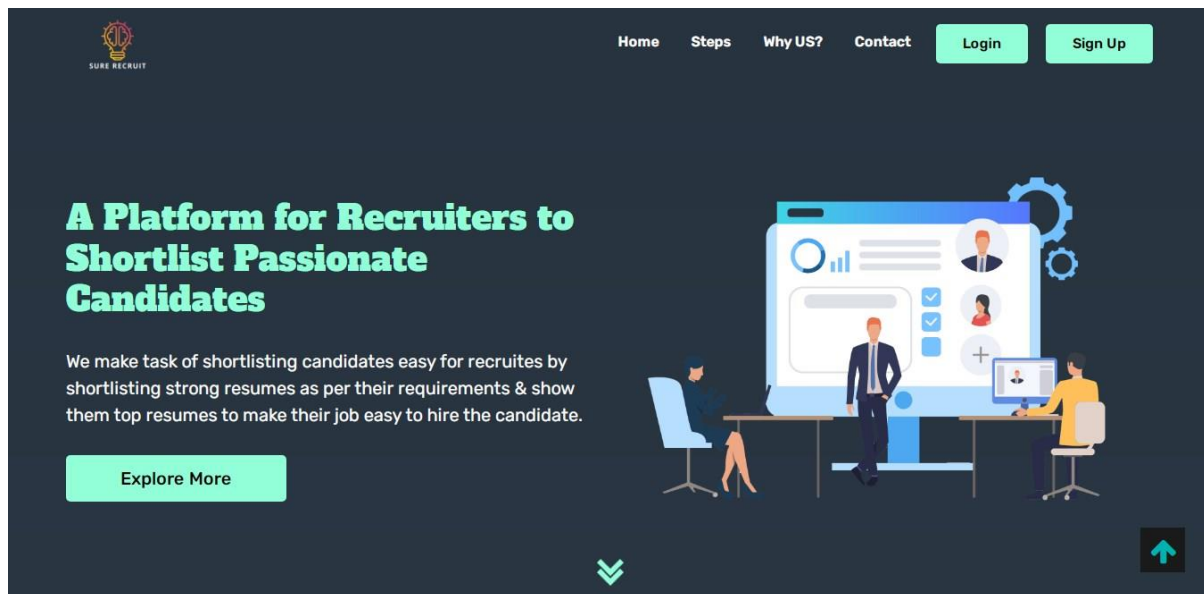 SURE RECRUIT
Home Steps Why US? Contact Login Sign Up
A Platform for Recruiters to
Shortlist Passionate
Candidates
We make task of shortlisting candidates easy for recruites by
shortlisting strong resumes as per their requirements & show
them top resumes to make their job easy to hire the candidate.
Explore More